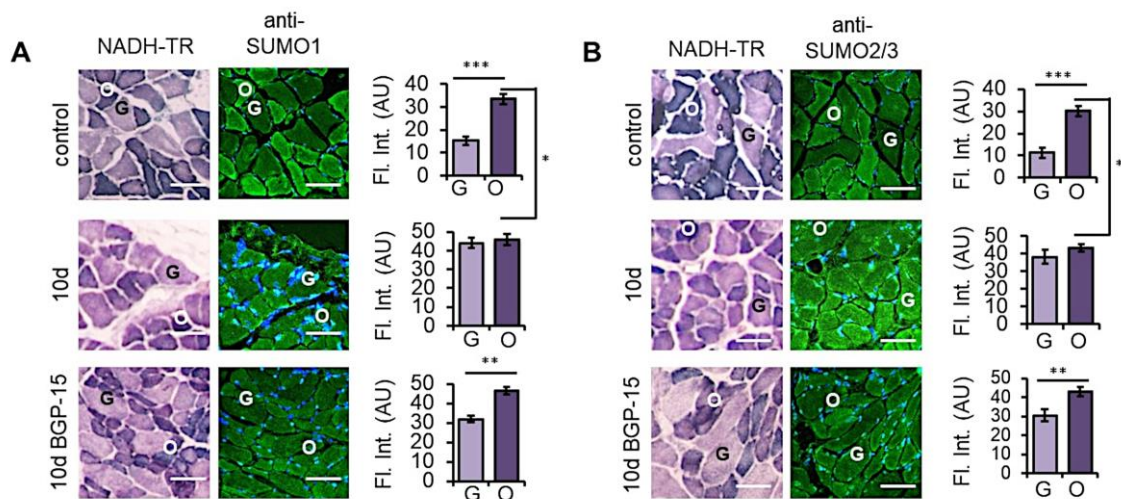 A
NADH-TR
anti-
SUMO1
control
O
G
O
G
Fl. Int. (AU)
40
30
20
10
0
***
G O
*
10d
G
O
G
O
Fl. Int. (AU)
50
40
30
20
10
0
G O
10d BGP-15
G
O
G
O
Fl. Int. (AU)
50
40
30
20
10
0
**
G O
B
NADH-TR
anti-
SUMO2/3
control
O
G
O
G
Fl. Int. (AU)
40
30
20
10
0
***
G O
*
10d
O
G
O
G
Fl. Int. (AU)
50
40
30
20
10
0
G O
10d BGP-15
O
G
O
G
Fl. Int. (AU)
50
40
30
20
10
0
**
G O